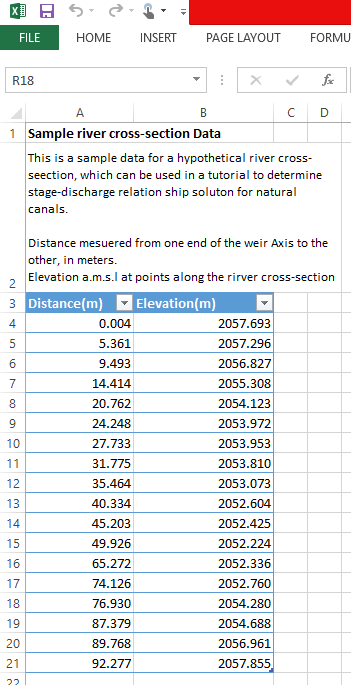 FILE HOME INSERT PAGE LAYOUT FORMU
R18 fx
A B C D
1 Sample river cross-section Data
This is a sample data for a hypothetical river cross-
seection, which can be used in a tutorial to determine
stage-discharge relation ship soluton for natural
canals.
Distance mesuered from one end of the weir Axis to the
other, in meters.
2 Elevation a.m.s.l at points along the rirver cross-section
3 Distance(m) Elevation(m)
4 0.004 2057.693
5 5.361 2057.296
6 9.493 2056.827
7 14.414 2055.308
8 20.762 2054.123
9 24.248 2053.972
10 27.733 2053.953
11 31.775 2053.810
12 35.464 2053.073
13 40.334 2052.604
14 45.203 2052.425
15 49.926 2052.224
16 65.272 2052.336
17 74.126 2052.760
18 76.930 2054.280
19 87.379 2054.688
20 89.768 2056.961
21 92.277 2057.855
22